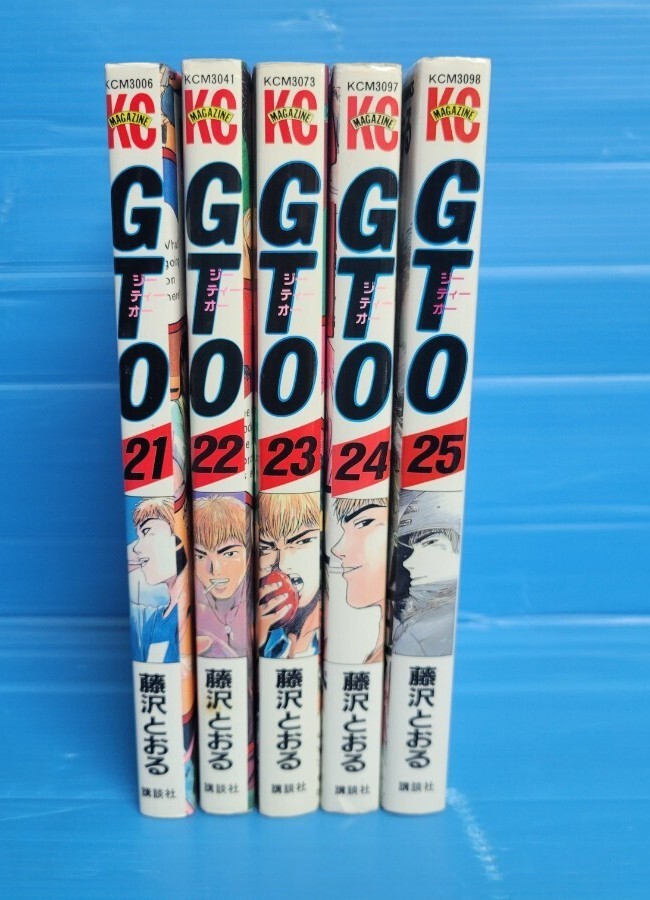 KCM3006
KC
MAGAZINE
GTO
ジーティーオー
21
藤沢とおる
講談社
KCM3041
KC
MAGAZINE
GTO
ジーティーオー
22
藤沢とおる
講談社
KCM3073
KC
MAGAZINE
GTO
ジーティーオー
23
藤沢とおる
講談社
KCM3097
KC
MAGAZINE
GTO
ジーティーオー
24
藤沢とおる
講談社
KCM3098
KC
MAGAZINE
GTO
ジーティーオー
25
藤沢とおる
講談社